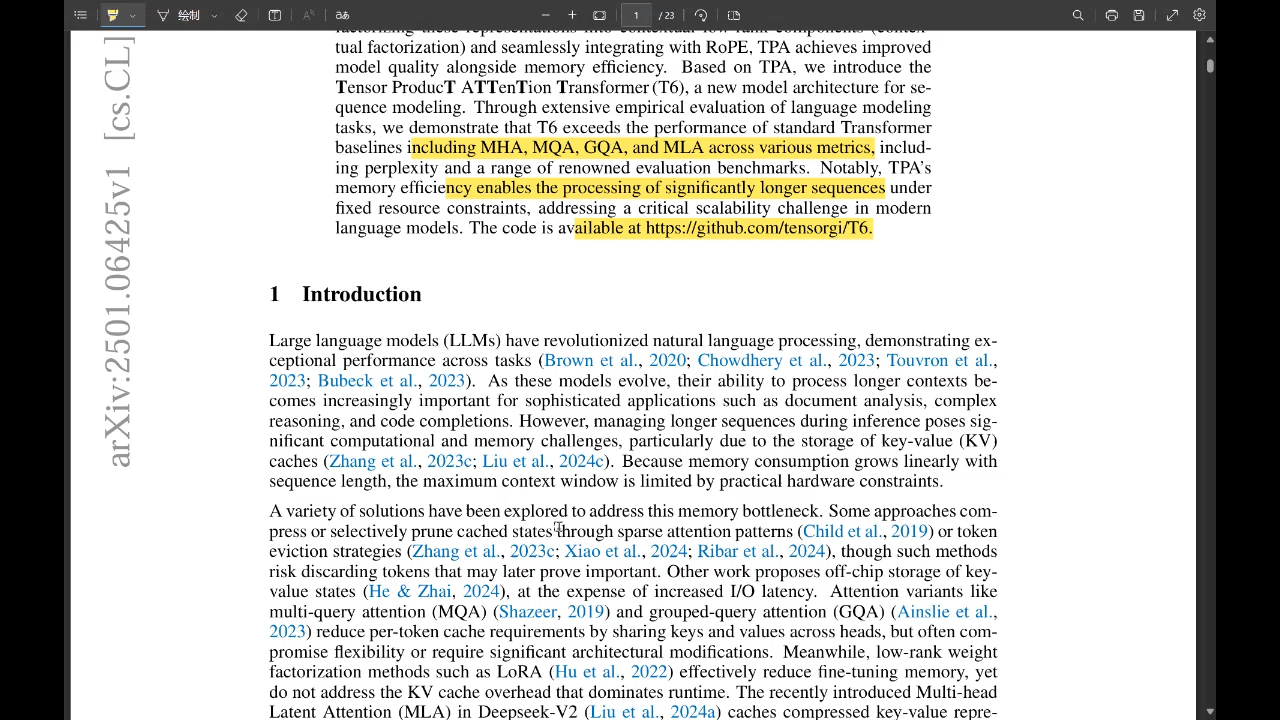 绘制
1 / 23
factorizing these representations into contextual low-rank components (contex-
tual factorization) and seamlessly integrating with RoPE, TPA achieves improved
model quality alongside memory efficiency. Based on TPA, we introduce the
Tensor ProducT ATTenTion Transformer (T6), a new model architecture for se-
quence modeling. Through extensive empirical evaluation of language modeling
tasks, we demonstrate that T6 exceeds the performance of standard Transformer
baselines including MHA, MQA, GQA, and MLA across various metrics, includ-
ing perplexity and a range of renowned evaluation benchmarks. Notably, TPA's
memory efficiency enables the processing of significantly longer sequences under
fixed resource constraints, addressing a critical scalability challenge in modern
language models. The code is available at https://github.com/tensorgi/T6.
arXiv:2501.06425v1 [cs.CL]
1 Introduction
Large language models (LLMs) have revolutionized natural language processing, demonstrating ex-
ceptional performance across tasks (Brown et al., 2020; Chowdhery et al., 2023; Touvron et al.,
2023; Bubeck et al., 2023). As these models evolve, their ability to process longer contexts be-
comes increasingly important for sophisticated applications such as document analysis, complex
reasoning, and code completions. However, managing longer sequences during inference poses sig-
nificant computational and memory challenges, particularly due to the storage of key-value (KV)
caches (Zhang et al., 2023c; Liu et al., 2024c). Because memory consumption grows linearly with
sequence length, the maximum context window is limited by practical hardware constraints.
A variety of solutions have been explored to address this memory bottleneck. Some approaches com-
press or selectively prune cached states through sparse attention patterns (Child et al., 2019) or token
eviction strategies (Zhang et al., 2023c; Xiao et al., 2024; Ribar et al., 2024), though such methods
risk discarding tokens that may later prove important. Other work proposes off-chip storage of key-
value states (He & Zhai, 2024), at the expense of increased I/O latency. Attention variants like
multi-query attention (MQA) (Shazeer, 2019) and grouped-query attention (GQA) (Ainslie et al.,
2023) reduce per-token cache requirements by sharing keys and values across heads, but often com-
promise flexibility or require significant architectural modifications. Meanwhile, low-rank weight
factorization methods such as LoRA (Hu et al., 2022) effectively reduce fine-tuning memory, yet
do not address the KV cache overhead that dominates runtime. The recently introduced Multi-head
Latent Attention (MLA) in Deepseek-V2 (Liu et al., 2024a) caches compressed key-value repre-